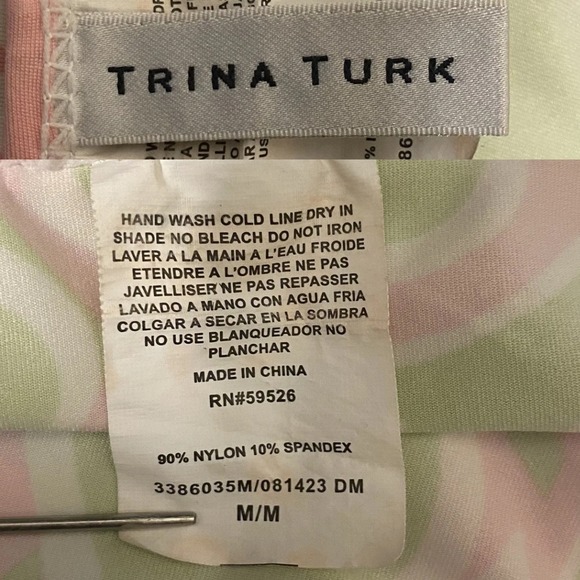 TRINA TURK
86
HAND WASH COLD LINE DRY IN
SHADE NO BLEACH DO NOT IRON
LAVER A LA MAIN A L'EAU FROIDE
ETENDRE A L'OMBRE NE PAS
JAVELLISER NE PAS REPASSER
LAVADO A MANO CON AGUA FRIA
COLGAR A SECAR EN LA SOMBRA
NO USE BLANQUEADOR NO
PLANCHAR
MADE IN CHINA
RN#59526
90% NYLON 10% SPANDEX
3386035M/081423 DM
M/M